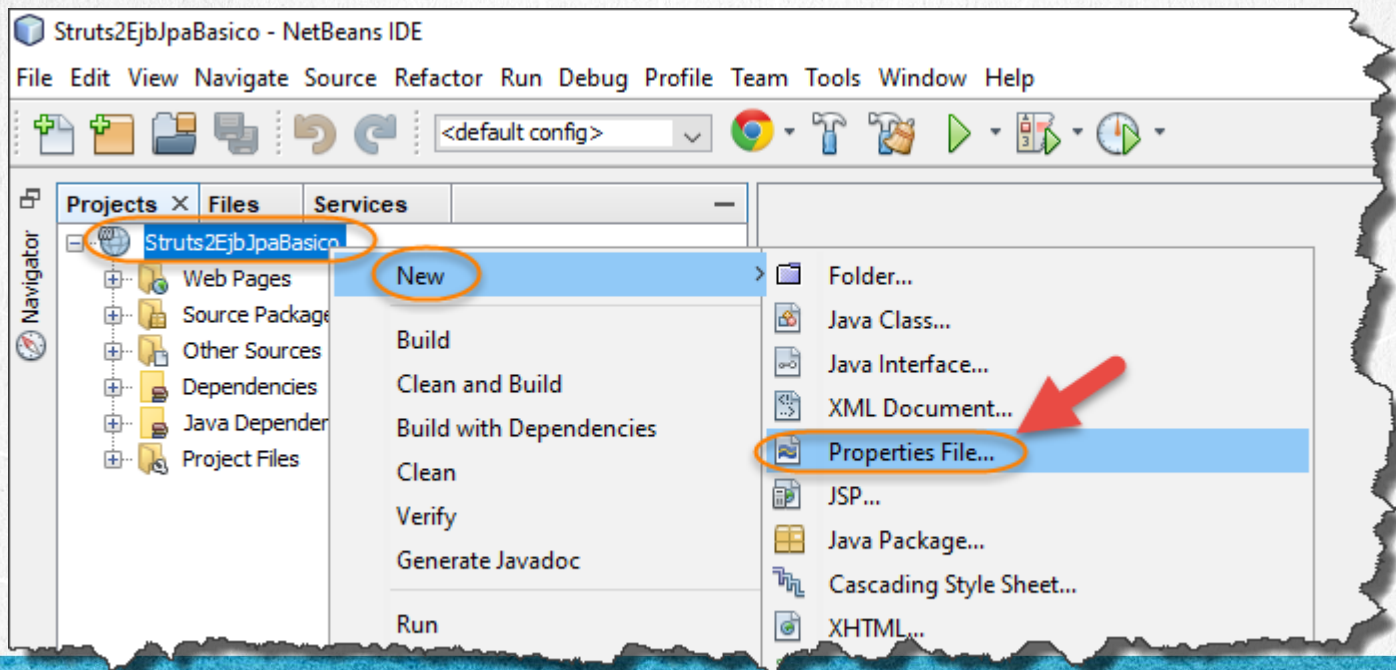 Struts2EjbJpaBasico - NetBeans IDE
File Edit View Navigate Source Refactor Run Debug Profile Team Tools Window Help
<default config>
Projects Files Services
Navigator
Struts2EjbJpaBasico
Web Pages
Source Package
Other Sources
Dependencies
Java Depender
Project Files
New
Build
Clean and Build
Build with Dependencies
Clean
Verify
Generate Javadoc
Run
Folder...
Java Class...
Java Interface...
XML Document...
Properties File...
JSP...
Java Package...
Cascading Style Sheet...
XHTML...